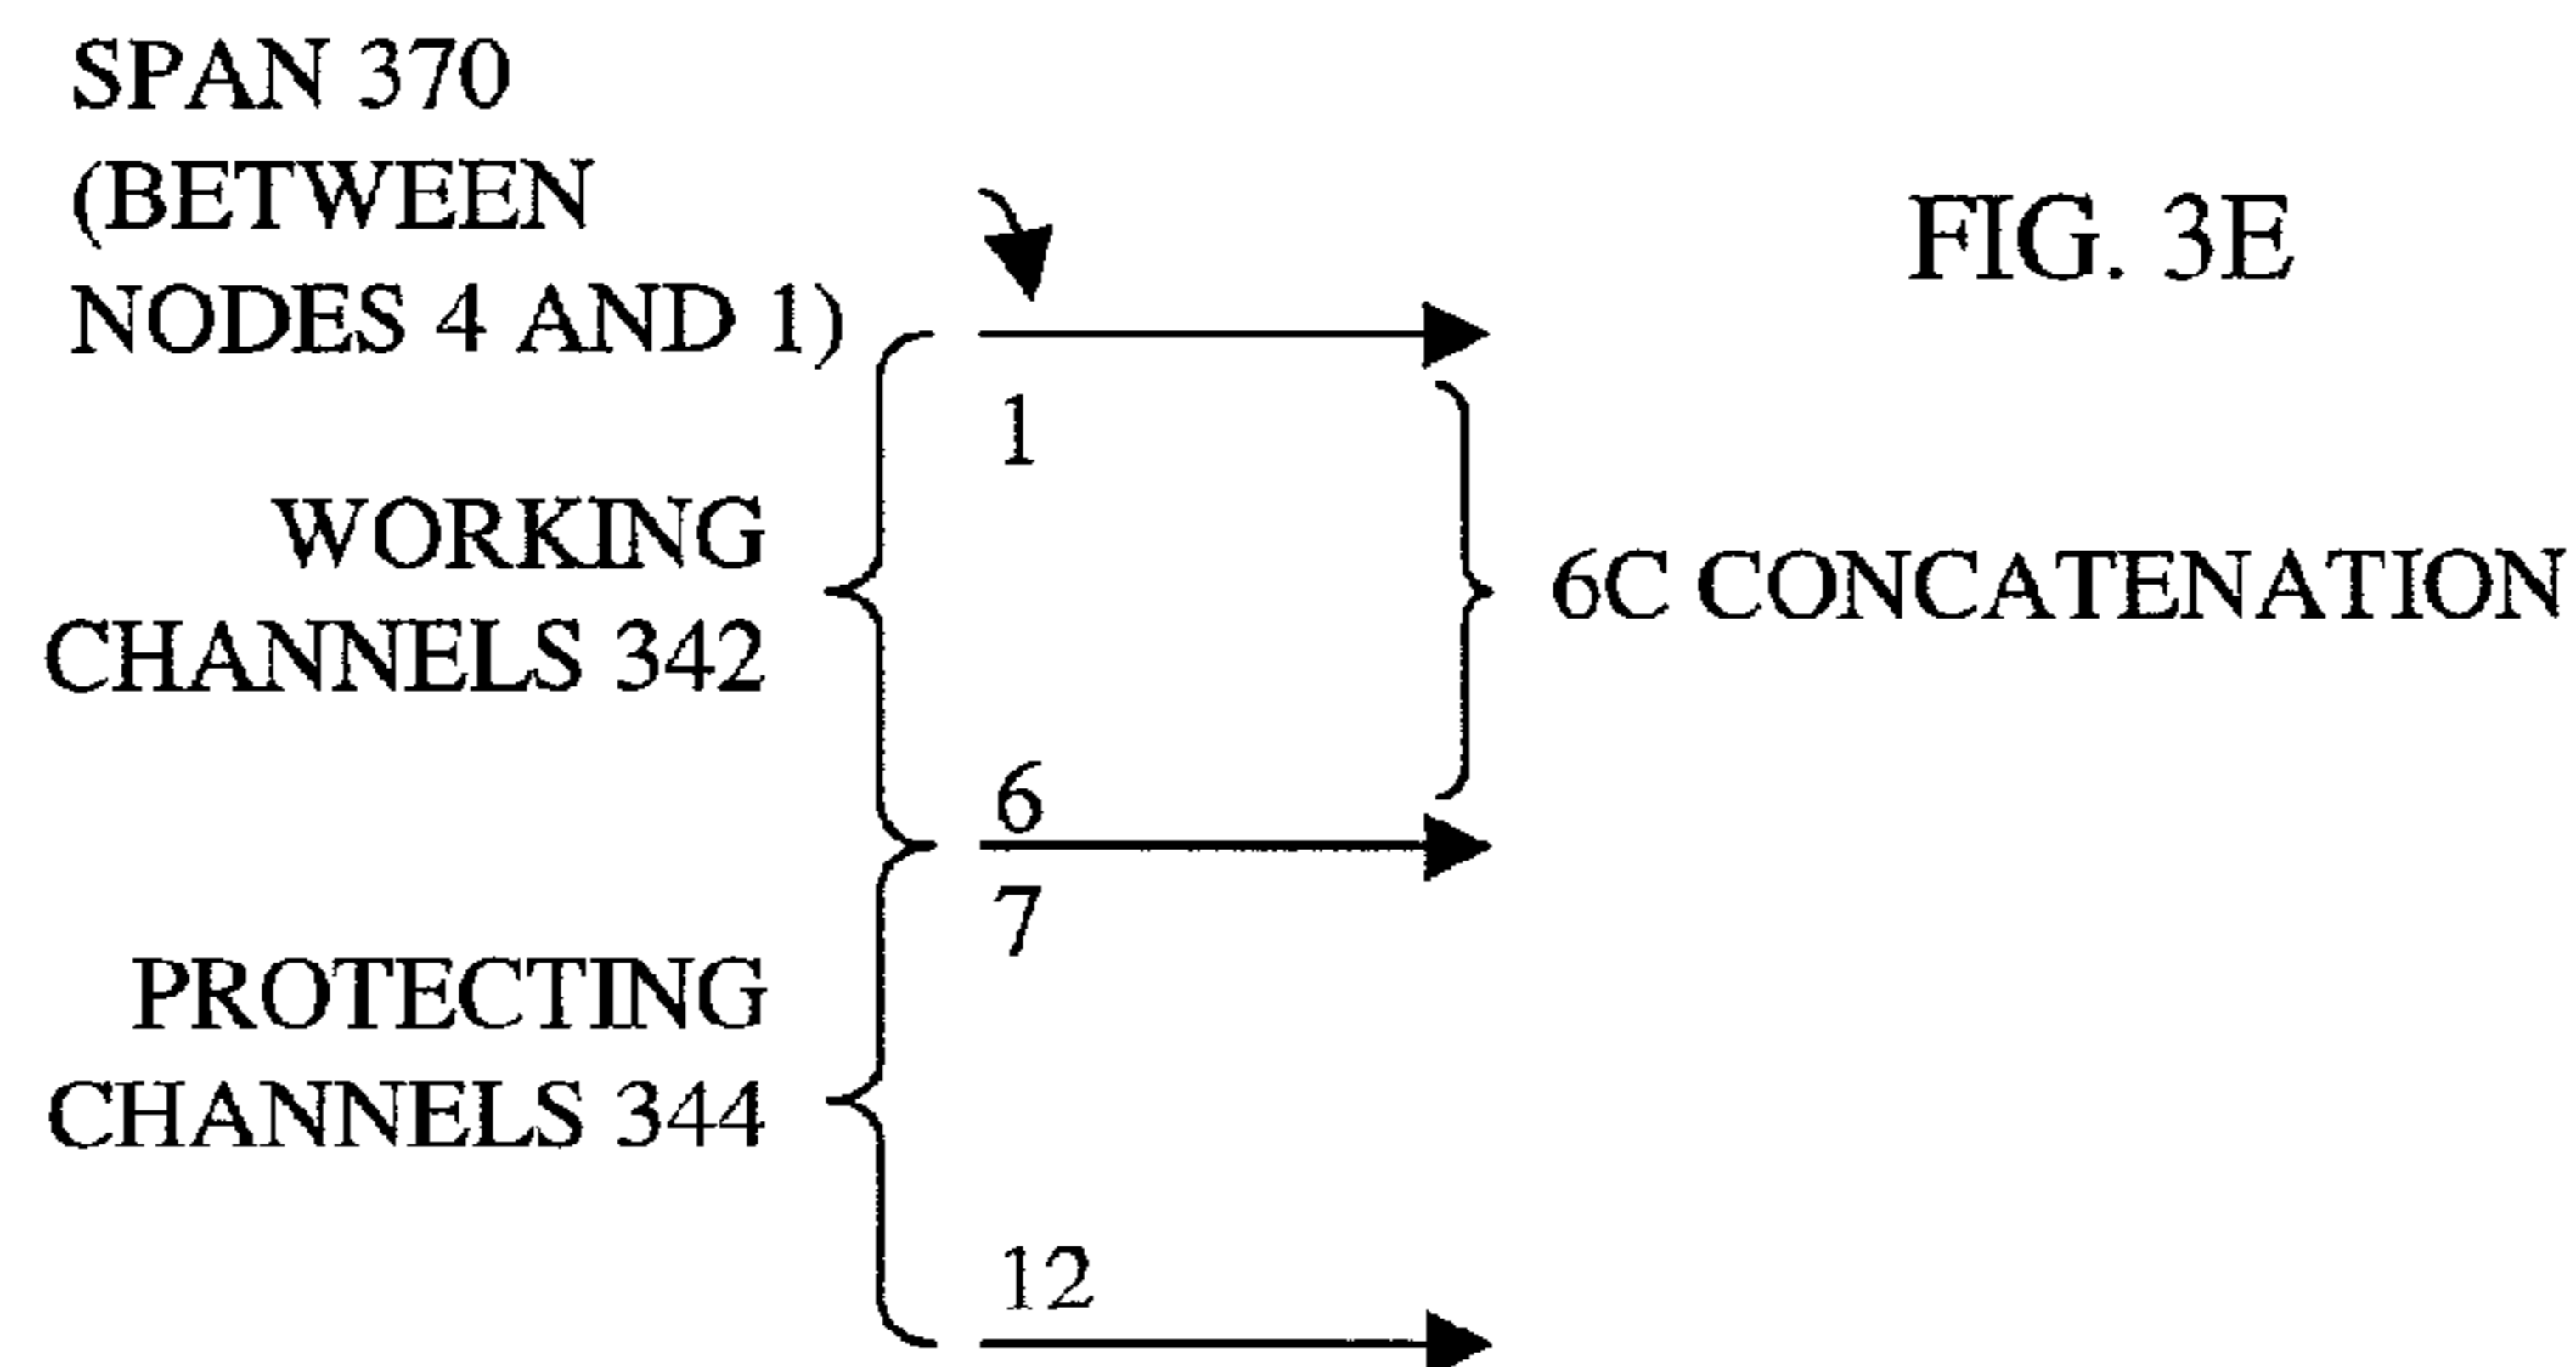 SPAN 370
(BETWEEN
NODES 4 AND 1)
FIG. 3E
1
WORKING
CHANNELS 342
6C CONCATENATION
6
7
PROTECTING
CHANNELS 344
12